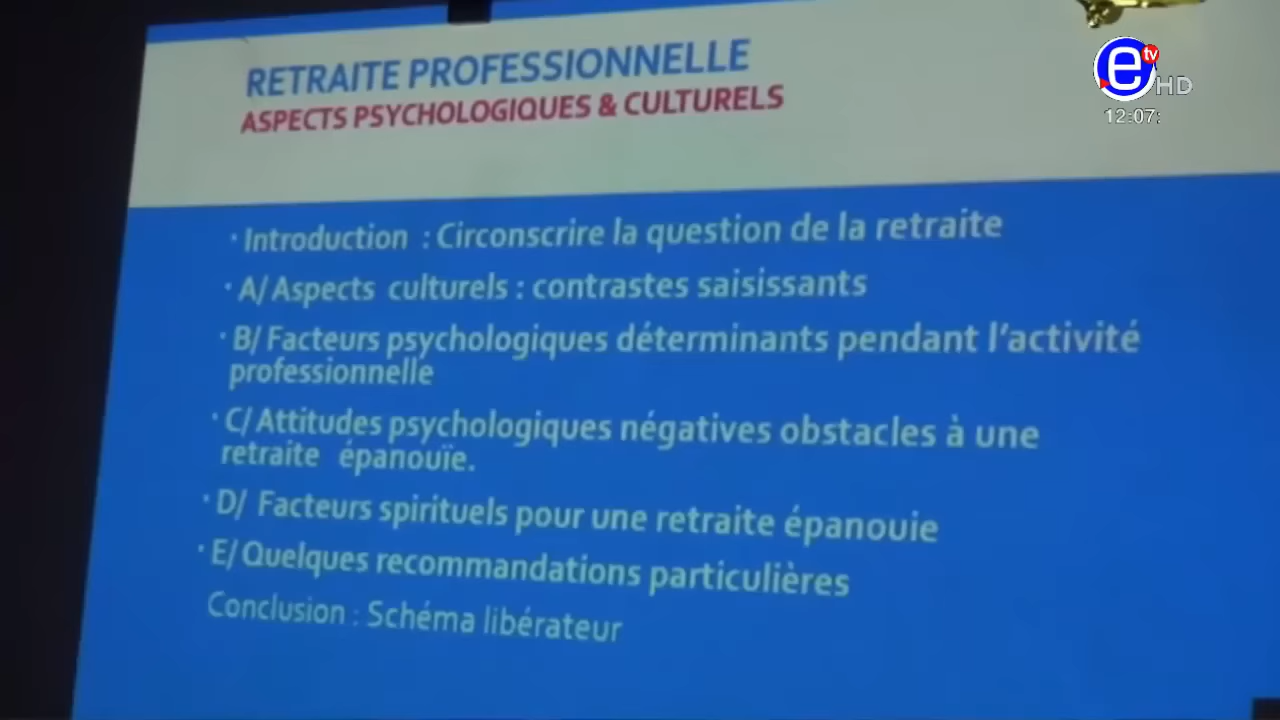 RETRAITE PROFESSIONNELLE
ASPECTS PSYCHOLOGIQUES & CULTURELS
· Introduction : Circonscrire la question de la retraite
· A/ Aspects culturels : contrastes saisissants
· B/ Facteurs psychologiques déterminants pendant l'activité
professionnelle
· C/ Attitudes psychologiques négatives obstacles à une
retraite épanouïe.
· D/ Facteurs spirituels pour une retraite épanouie
· E/ Quelques recommandations particulières
Conclusion : Schéma libérateur
e tv HD
12:07: